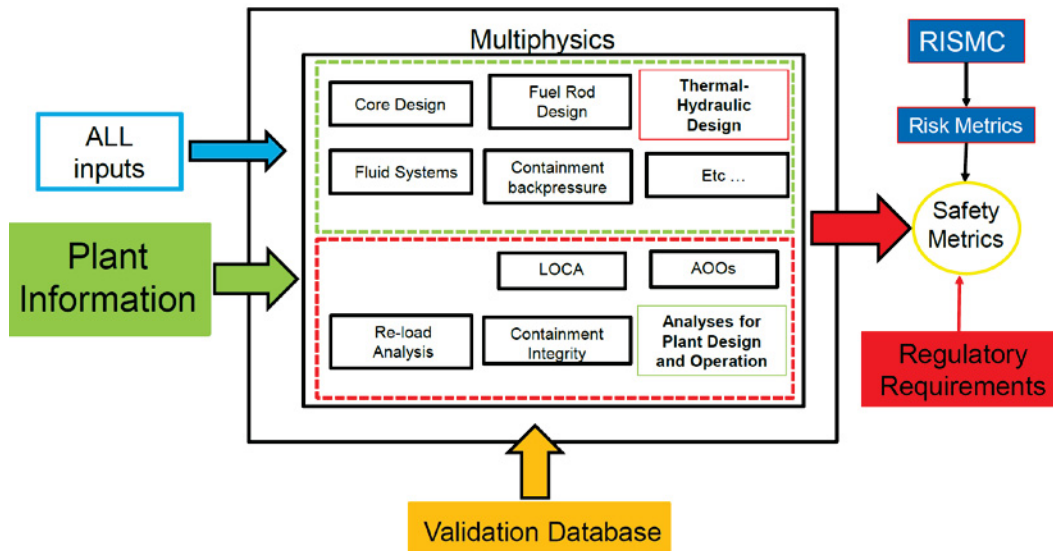 Multiphysics
RISMC
Core Design
Fuel Rod
Design
Thermal-
Hydraulic
Design
ALL
inputs
Risk Metrics
Fluid Systems
Containment
backpressure
Etc ...
Safety
Metrics
Plant
Information
LOCA
AOOs
Re-load
Analysis
Containment
Integrity
Analyses for
Plant Design
and Operation
Regulatory
Requirements
Validation Database